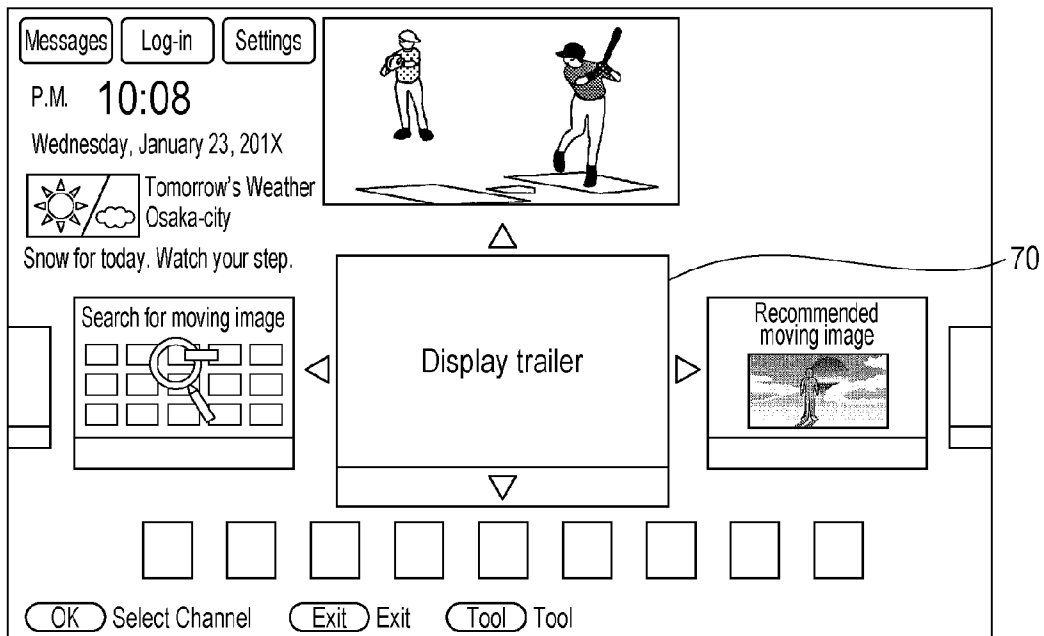 Messages Log-in Settings
P.M. 10:08
Wednesday, January 23, 201X
Tomorrow's Weather
Osaka-city
Snow for today. Watch your step.
70
Search for moving image
Display trailer
Recommended
moving image
OK Select Channel Exit Exit Tool Tool